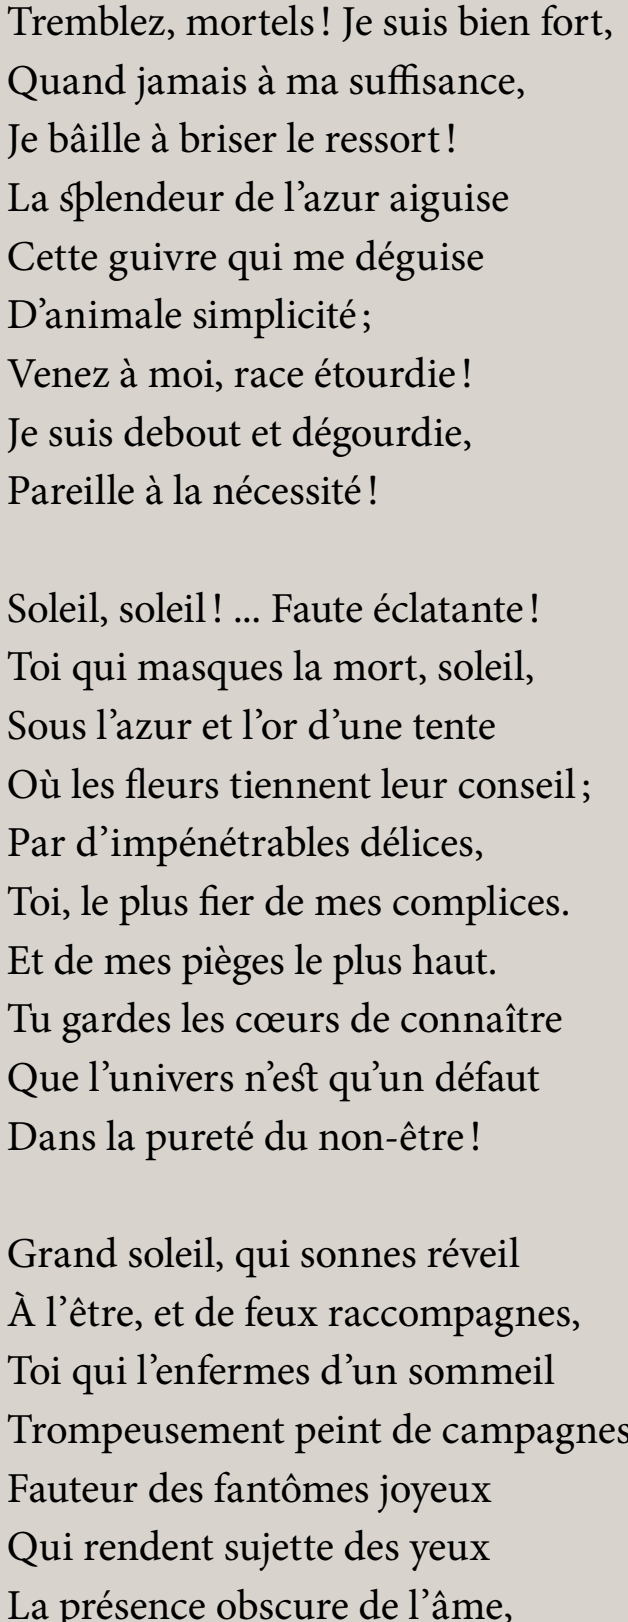 Tremblez, mortels ! Je suis bien fort,
Quand jamais à ma suffisance,
Je bâille à briser le ressort !
La splendeur de l’azur aiguise
Cette guivre qui me déguise
D’animale simplicité ;
Venez à moi, race étourdie !
Je suis debout et dégourdie,
Pareille à la nécessité !

Soleil, soleil ! ... Faute éclatante !
Toi qui masques la mort, soleil,
Sous l’azur et l’or d’une tente
Où les fleurs tiennent leur conseil ;
Par d’impénétrables délices,
Toi, le plus fier de mes complices.
Et de mes pièges le plus haut.
Tu gardes les cœurs de connaître
Que l’univers n’est qu’un défaut
Dans la pureté du non-être !

Grand soleil, qui sonnes réveil
À l’être, et de feux raccompagnes,
Toi qui l’enfermes d’un sommeil
Trompeusement peint de campagnes
Fauteur des fantômes joyeux
Qui rendent sujette des yeux
La présence obscure de l’âme,